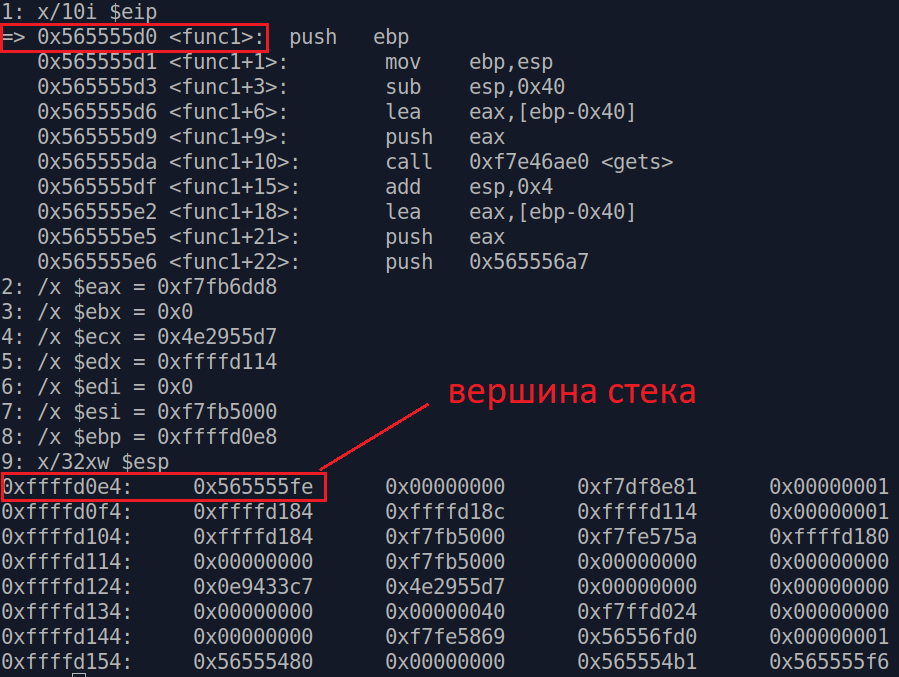 1: x/10i $eip
=> 0x565555d0 <func1>: push ebp
0x565555d1 <func1+1>: mov ebp,esp
0x565555d3 <func1+3>: sub esp,0x40
0x565555d6 <func1+6>: lea eax,[ebp-0x40]
0x565555d9 <func1+9>: push eax
0x565555da <func1+10>: call 0xf7e46ae0 <gets>
0x565555df <func1+15>: add esp,0x4
0x565555e2 <func1+18>: lea eax,[ebp-0x40]
0x565555e5 <func1+21>: push eax
0x565555e6 <func1+22>: push 0x565556a7
2: /x $eax = 0xf7fb6dd8
3: /x $ebx = 0x0
4: /x $ecx = 0x4e2955d7
5: /x $edx = 0xffffd114
6: /x $edi = 0x0
7: /x $esi = 0xf7fb5000
8: /x $ebp = 0xffffd0e8
вершина стека
9: x/32xw $esp
0xffffd0e4: 0x565555fe 0x00000000 0xf7df8e81 0x00000001
0xffffd0f4: 0xffffd184 0xffffd18c 0xffffd114 0x00000001
0xffffd104: 0xffffd184 0xf7fb5000 0xf7fe575a 0xffffd180
0xffffd114: 0x00000000 0xf7fb5000 0x00000000 0x00000000
0xffffd124: 0x0e9433c7 0x4e2955d7 0x00000000 0x00000000
0xffffd134: 0x00000000 0x00000040 0xf7ffd024 0x00000000
0xffffd144: 0x00000000 0xf7fe5869 0x56556fd0 0x00000001
0xffffd154: 0x56555480 0x00000000 0x565554b1 0x565555f6